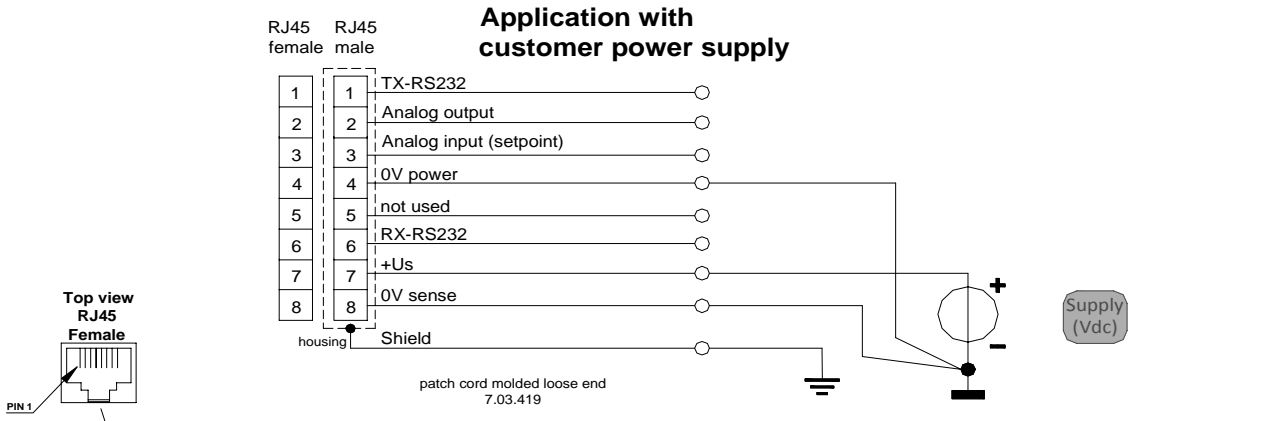 Application with
customer power supply
RJ45 RJ45
female male
1 1 TX-RS232
2 2 Analog output
3 3 Analog input (setpoint)
4 4 0V power
5 5 not used
6 6 RX-RS232
7 7 +Us
8 8 0V sense
housing Shield
+
−
Supply
(Vdc)
Top view
RJ45
Female
PIN 1
patch cord molded loose end
7.03.419